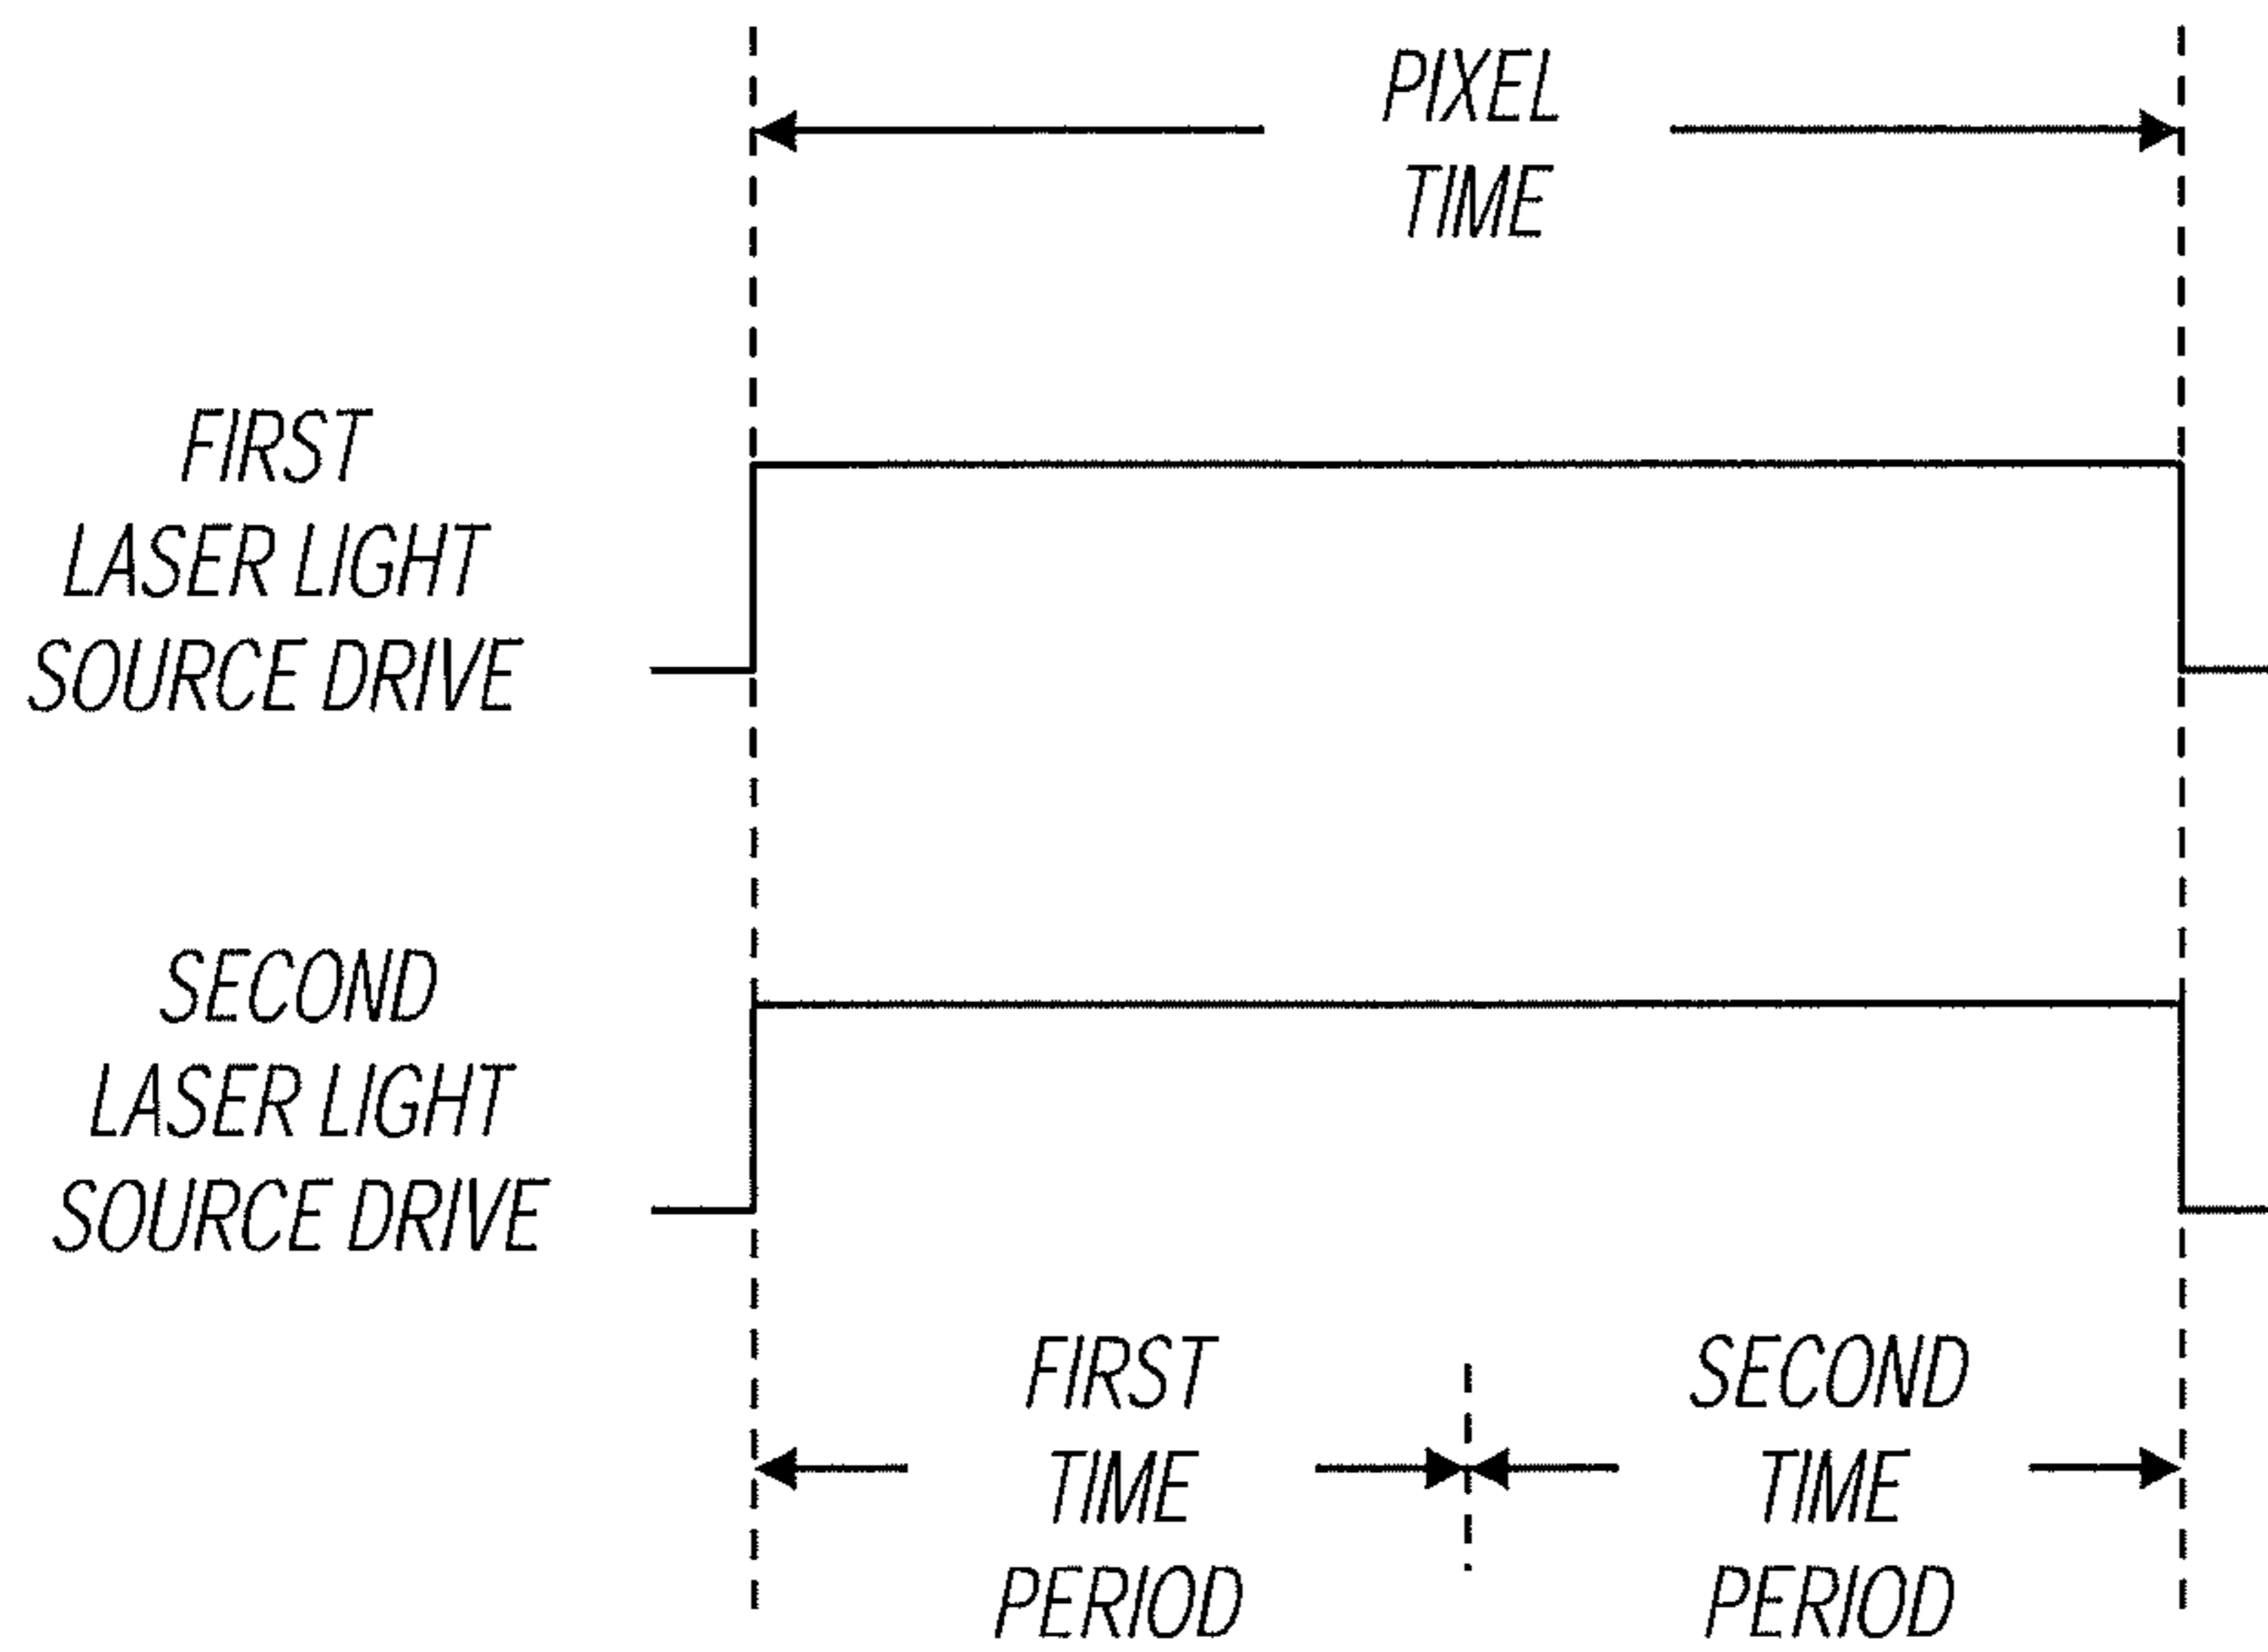 PIXEL
TIME
FIRST
LASER LIGHT
SOURCE DRIVE
SECOND
LASER LIGHT
SOURCE DRIVE
FIRST
TIME
PERIOD
SECOND
TIME
PERIOD